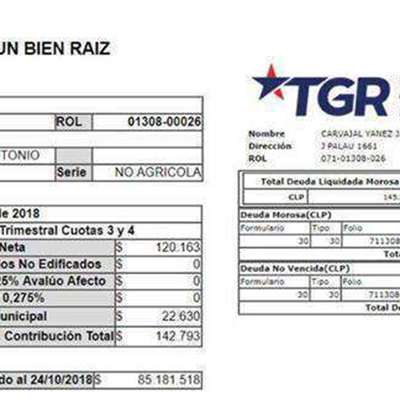 UN BIEN RAIZ
ROL 01308-00026
TONIO
Serie NO AGRICOLA
de 2018
Trimestral Cuotas 3 y 4
Neta $ 120.163
os No Edificados $ 0
25% Avalúo Afecto $ 0
0,275% $ 0
unicipal $ 22.630
Contribución Total $ 142.793
do al 24/10/2018 $ 85.181.518
TGR
Nombre CARVAJAL YANEZ J
Dirección J PALAU 1661
ROL 071-01308-026
Total Deuda Liquidada Morosa
CLP 145.
Deuda Morosa(CLP)
Formulario Tipo Folio
30 30 711308
Tota
Deuda No Vencida(CLP)
Formulario Tipo Folio
30 30 711308
Total De